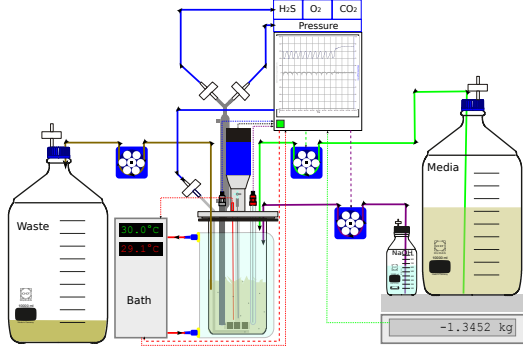 H₂S O₂ CO₂
Pressure
Waste
Media
30.0°c
29.1°c
Bath
NaOH
-1.3452 kg